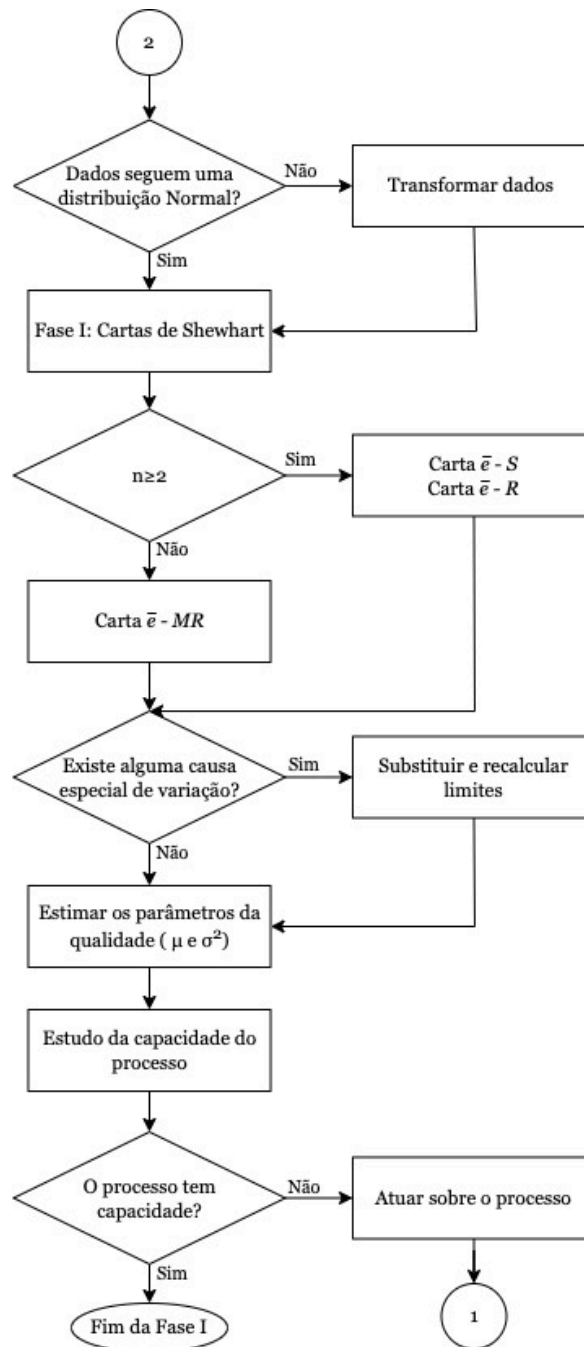 2
Dados seguem uma
distribuição Normal?
Não
Transformar dados
Sim
Fase I: Cartas de Shewhart
n≥2
Sim
Carta e̅ - S
Carta e̅ - R
Não
Carta e̅ - MR
Existe alguma causa
especial de variação?
Sim
Substituir e recalcular
limites
Não
Estimar os parâmetros da
qualidade ( μ e σ²)
Estudo da capacidade do
processo
O processo tem
capacidade?
Não
Atuar sobre o processo
Sim
1
Fim da Fase I